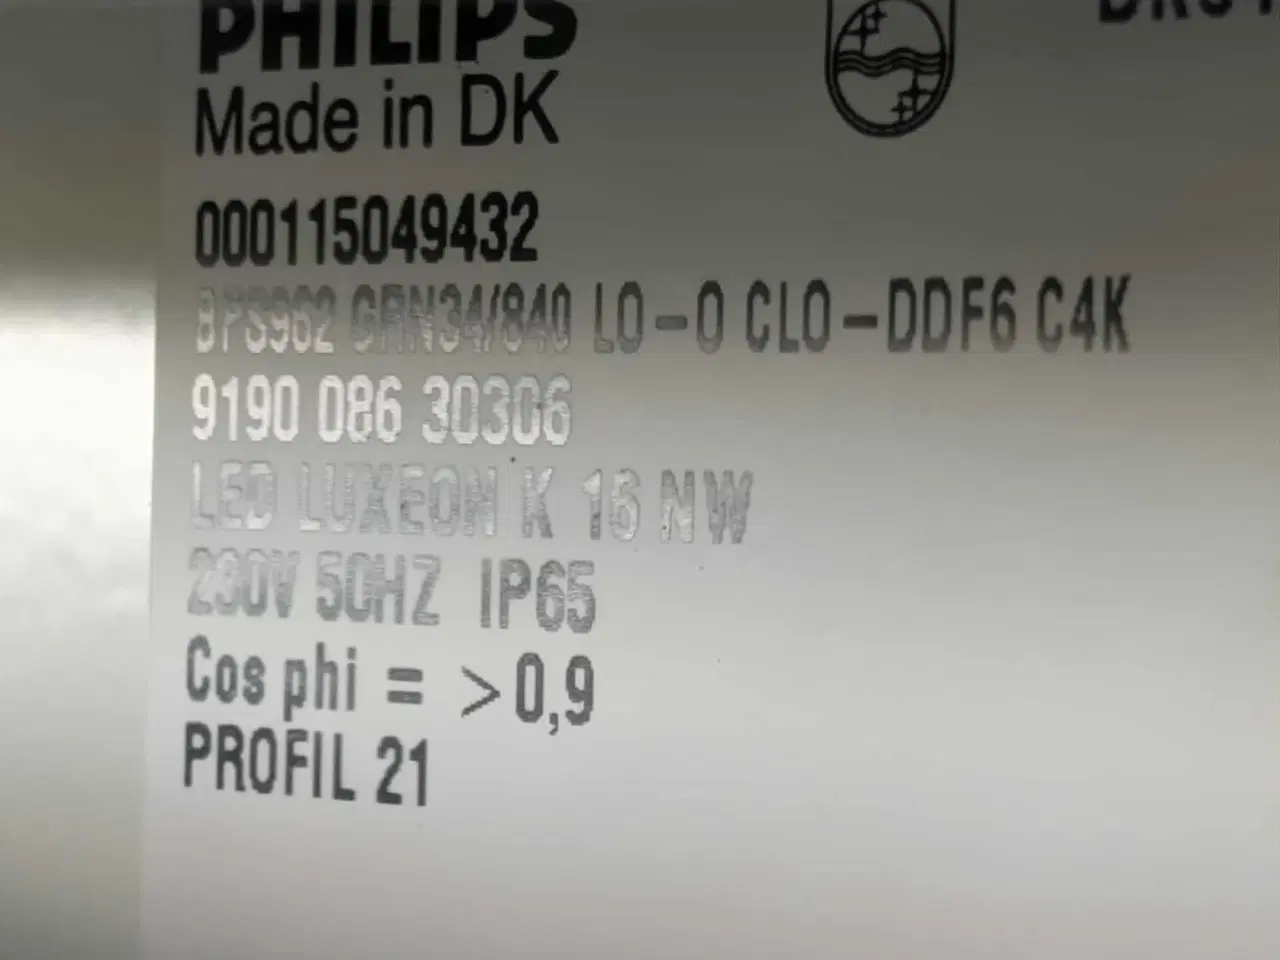 PHILIPS
Made in DK
000115049432
BPS962 GRN34/840 LO-O CLO-DDF6 C4K
9190 086 30306
LED LUXEON K 16 NW
230V 50HZ IP65
Cos phi = >0,9
PROFIL 21